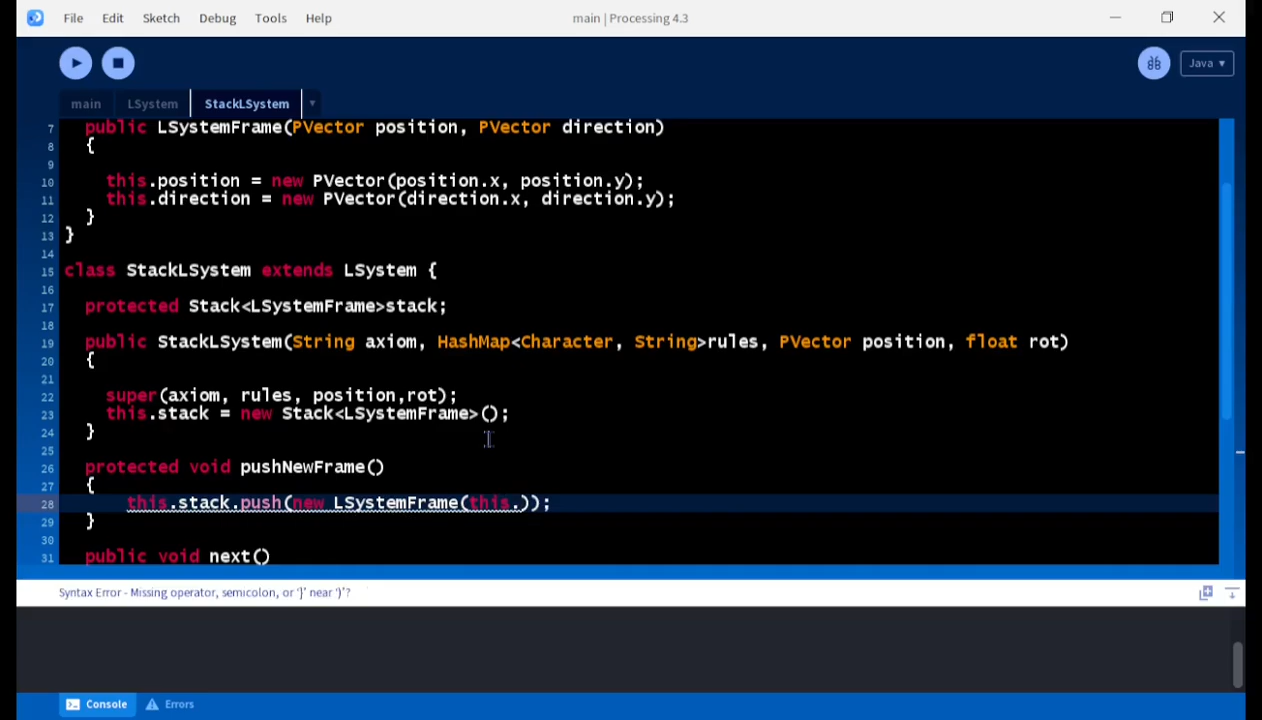 File Edit Sketch Debug Tools Help main | Processing 4.3
Java ▾
main LSystem StackLSystem
7 public LSystemFrame(PVector position, PVector direction)
8 {
9
10 this.position = new PVector(position.x, position.y);
11 this.direction = new PVector(direction.x, direction.y);
12 }
13 }
14
15 class StackLSystem extends LSystem {
16
17 protected Stack<LSystemFrame>stack;
18
19 public StackLSystem(String axiom, HashMap<Character, String>rules, PVector position, float rot)
20 {
21
22 super(axiom, rules, position,rot);
23 this.stack = new Stack<LSystemFrame>();
24 }
25
26 protected void pushNewFrame()
27 {
28 this.stack.push(new LSystemFrame(this.));
29 }
30
31 public void next()
Syntax Error - Missing operator, semicolon, or '}' near ')'?
Console Errors